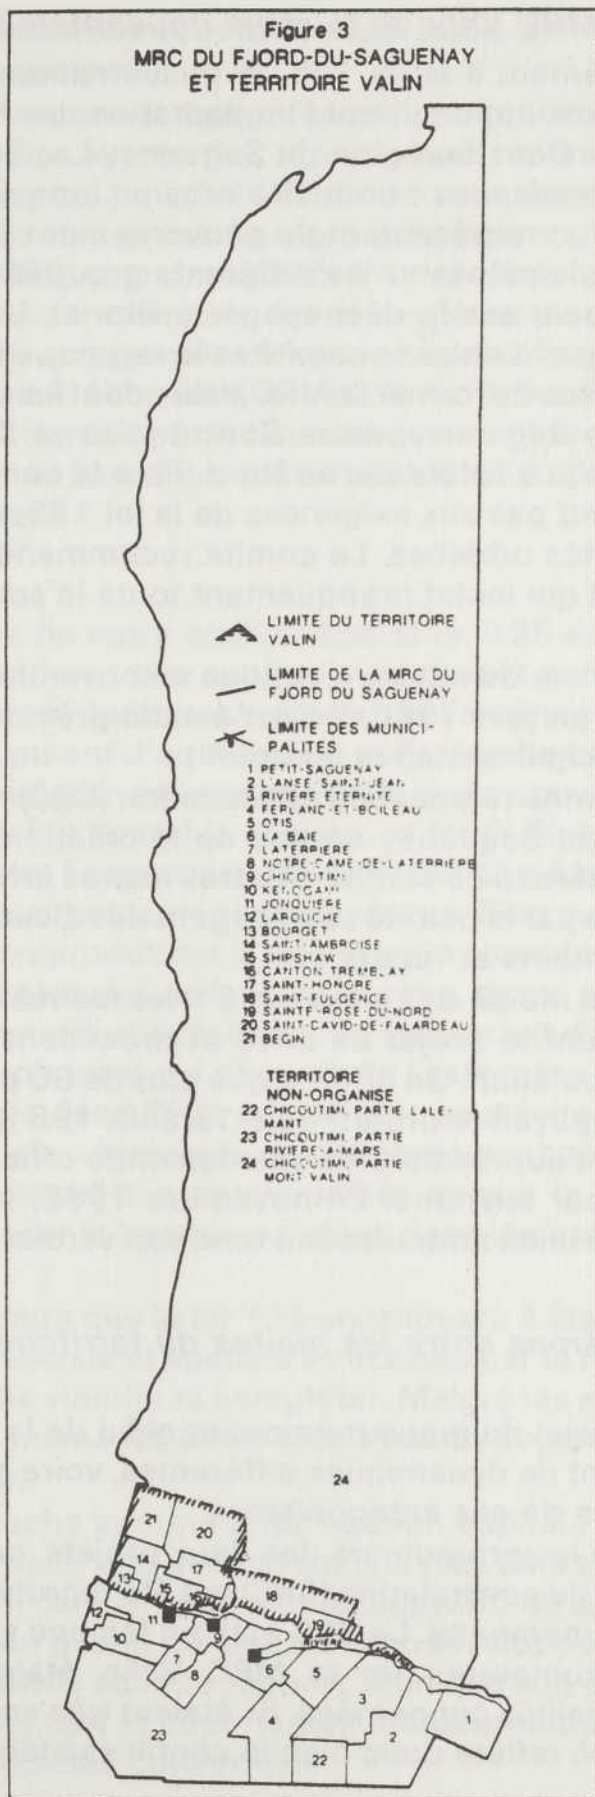 Figure 3
MRC DU FJORD-DU-SAGUENAY
ET TERRITOIRE VALIN
LIMITE DU TERRITOIRE
VALIN
LIMITE DE LA MRC DU
FJORD DU SAGUENAY
LIMITE DES MUNICI-
PALITES
1 PETIT-SAGUENAY
2 L'ANSE SAINT-JEAN
3 RIVIERE ETERNITE
4 FERLAND-ET-BOILEAU
5 OTIS
6 LA BAIE
7 LATERRIERE
8 NOTRE-DAME-DE-LATERRIERE
9 CHICOUTIMI
10 KENOGAMI
11 JONQUIERE
12 LAROUCHE
13 BOURGET
14 SAINT-AMBROISE
15 SHIPSHAW
16 CANTON TREMBLAY
17 SAINT-HONORE
18 SAINT-FULGENCE
19 SAINTE-ROSE-DU-NORD
20 SAINT-DAVID-DE-FALARDEAU
21 BEGIN
TERRITOIRE
NON-ORGANISE
22 CHICOUTIMI, PARTIE LALE-
MANT
23 CHICOUTIMI, PARTIE
RIVIERE-A-MARS
24 CHICOUTIMI, PARTIE
MONT-VALIN
24
21
20
14
17
13
15
16
18
12
11
9
19
RIVIERE
SAGUENAY
10
7
8
6
5
3
1
23
4
2
22